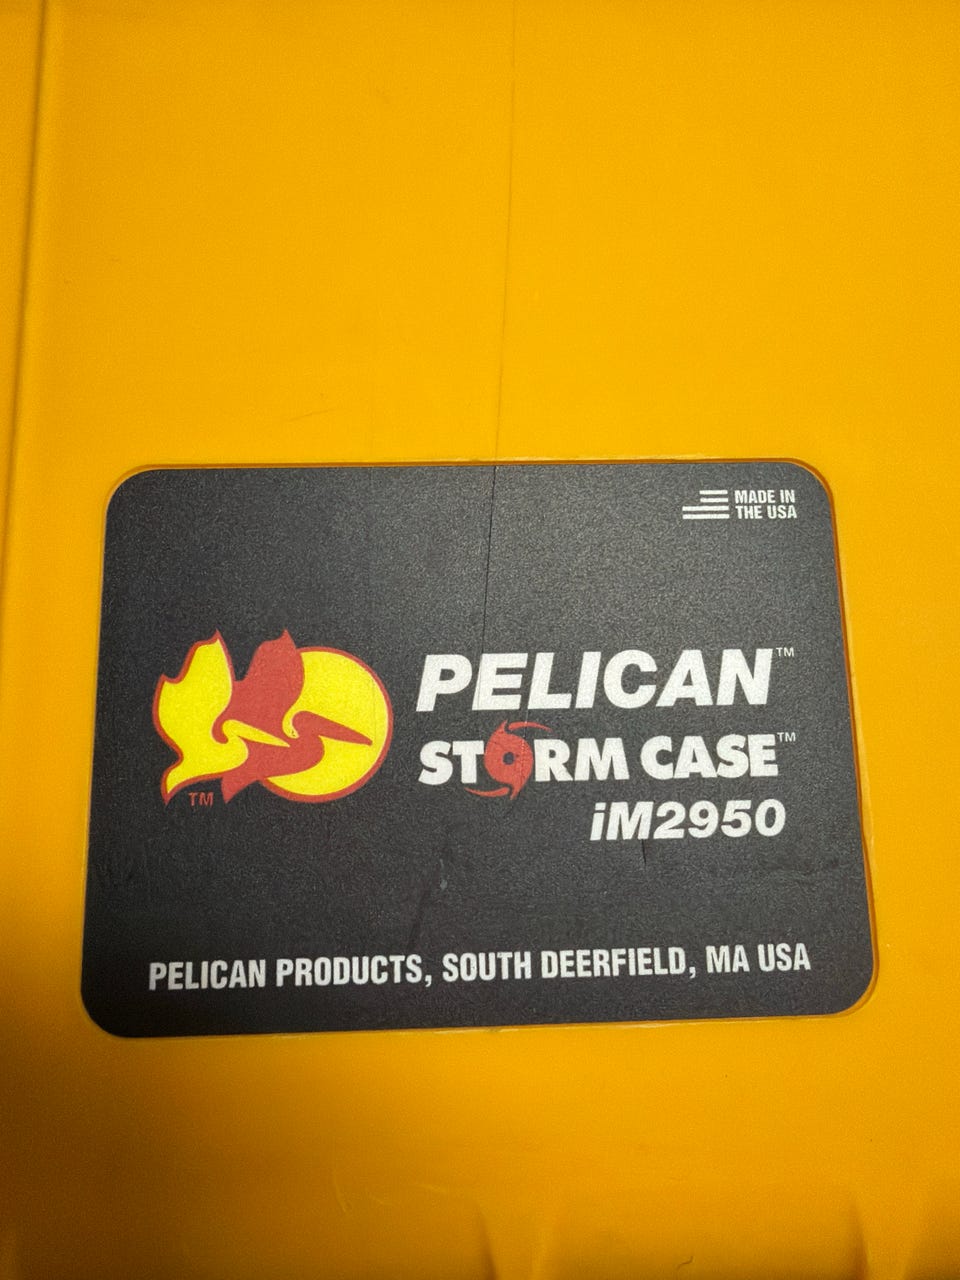 MADE IN
THE USA
PELICAN™
STORM CASE™
iM2950
TM
PELICAN PRODUCTS, SOUTH DEERFIELD, MA USA